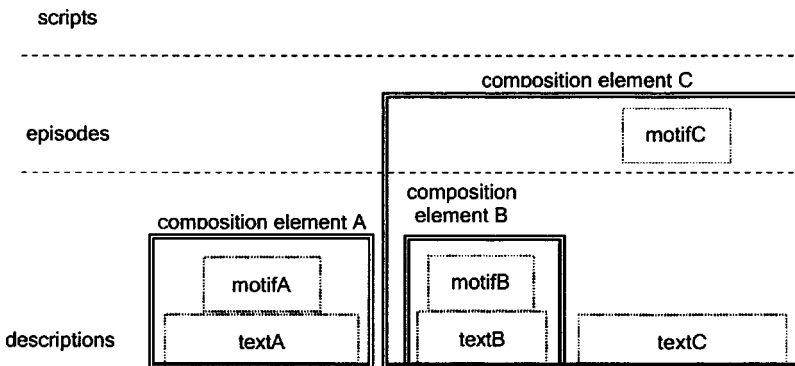 scripts
composition element C
episodes
motifC
composition
element B
composition element A
motifA
motifB
descriptions
textA
textB
textC